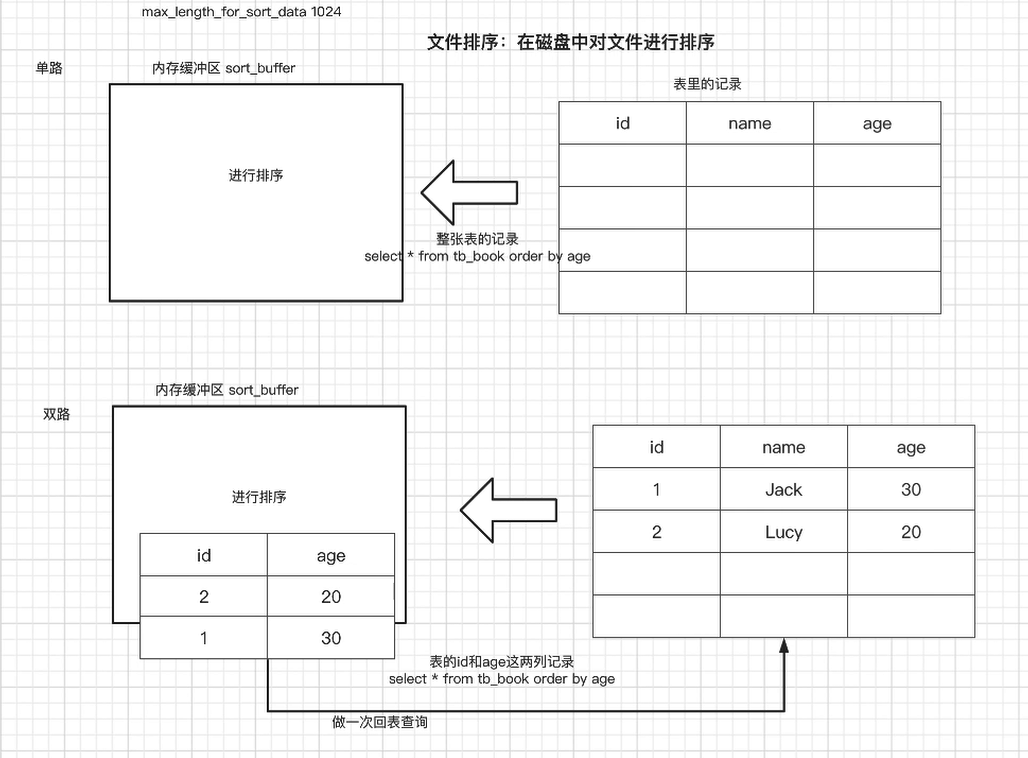 max_length_for_sort_data 1024
文件排序：在磁盘中对文件进行排序
单路
内存缓冲区 sort_buffer
表里的记录
id name age
进行排序
整张表的记录
select * from tb_book order by age
内存缓冲区 sort_buffer
双路
id name age
1 Jack 30
2 Lucy 20
进行排序
id age
2 20
1 30
表的id和age这两列记录
select * from tb_book order by age
做一次回表查询